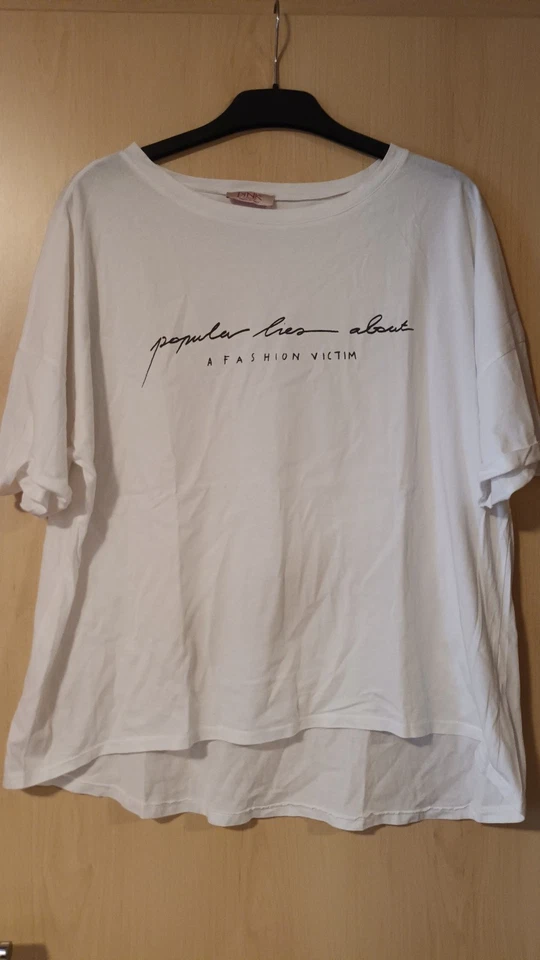 popular lies about
A FASHION VICTIM